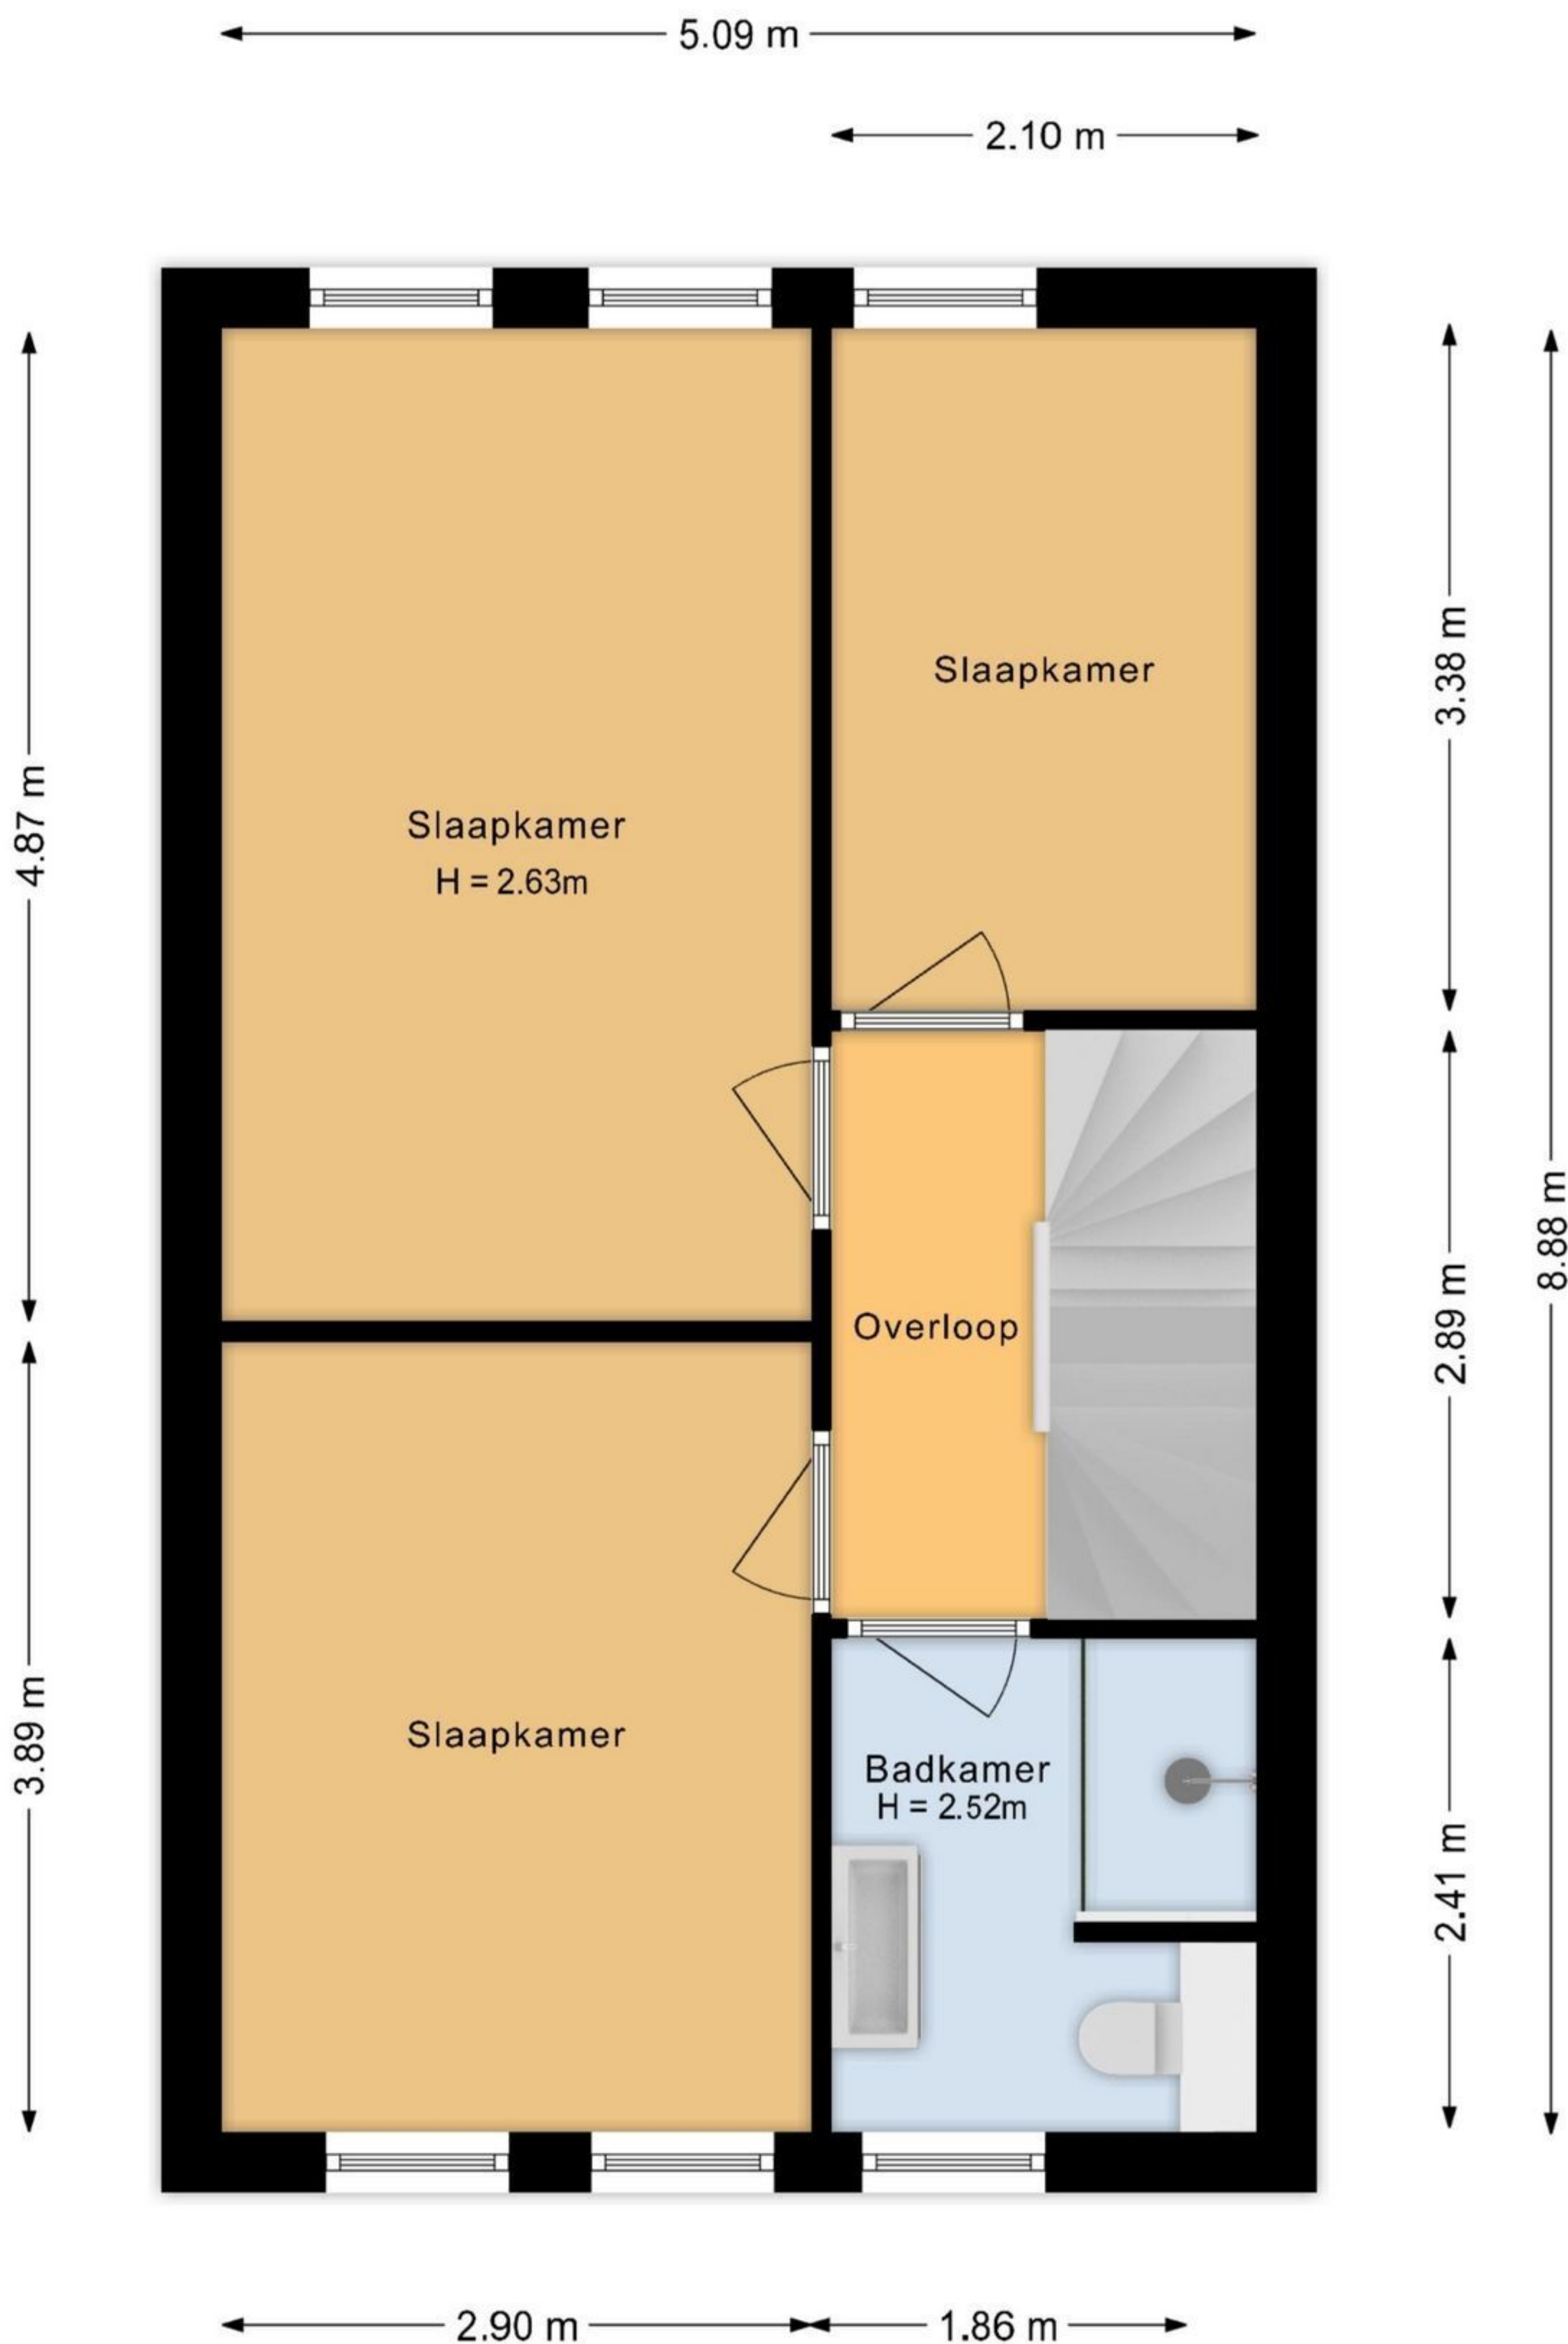 5.09 m
2.10 m
Slaapkamer
3.38 m
4.87 m
Slaapkamer
H = 2.63m
8.88 m
2.89 m
Overloop
3.89 m
Slaapkamer
Badkamer
H = 2.52m
2.41 m
2.90 m
1.86 m